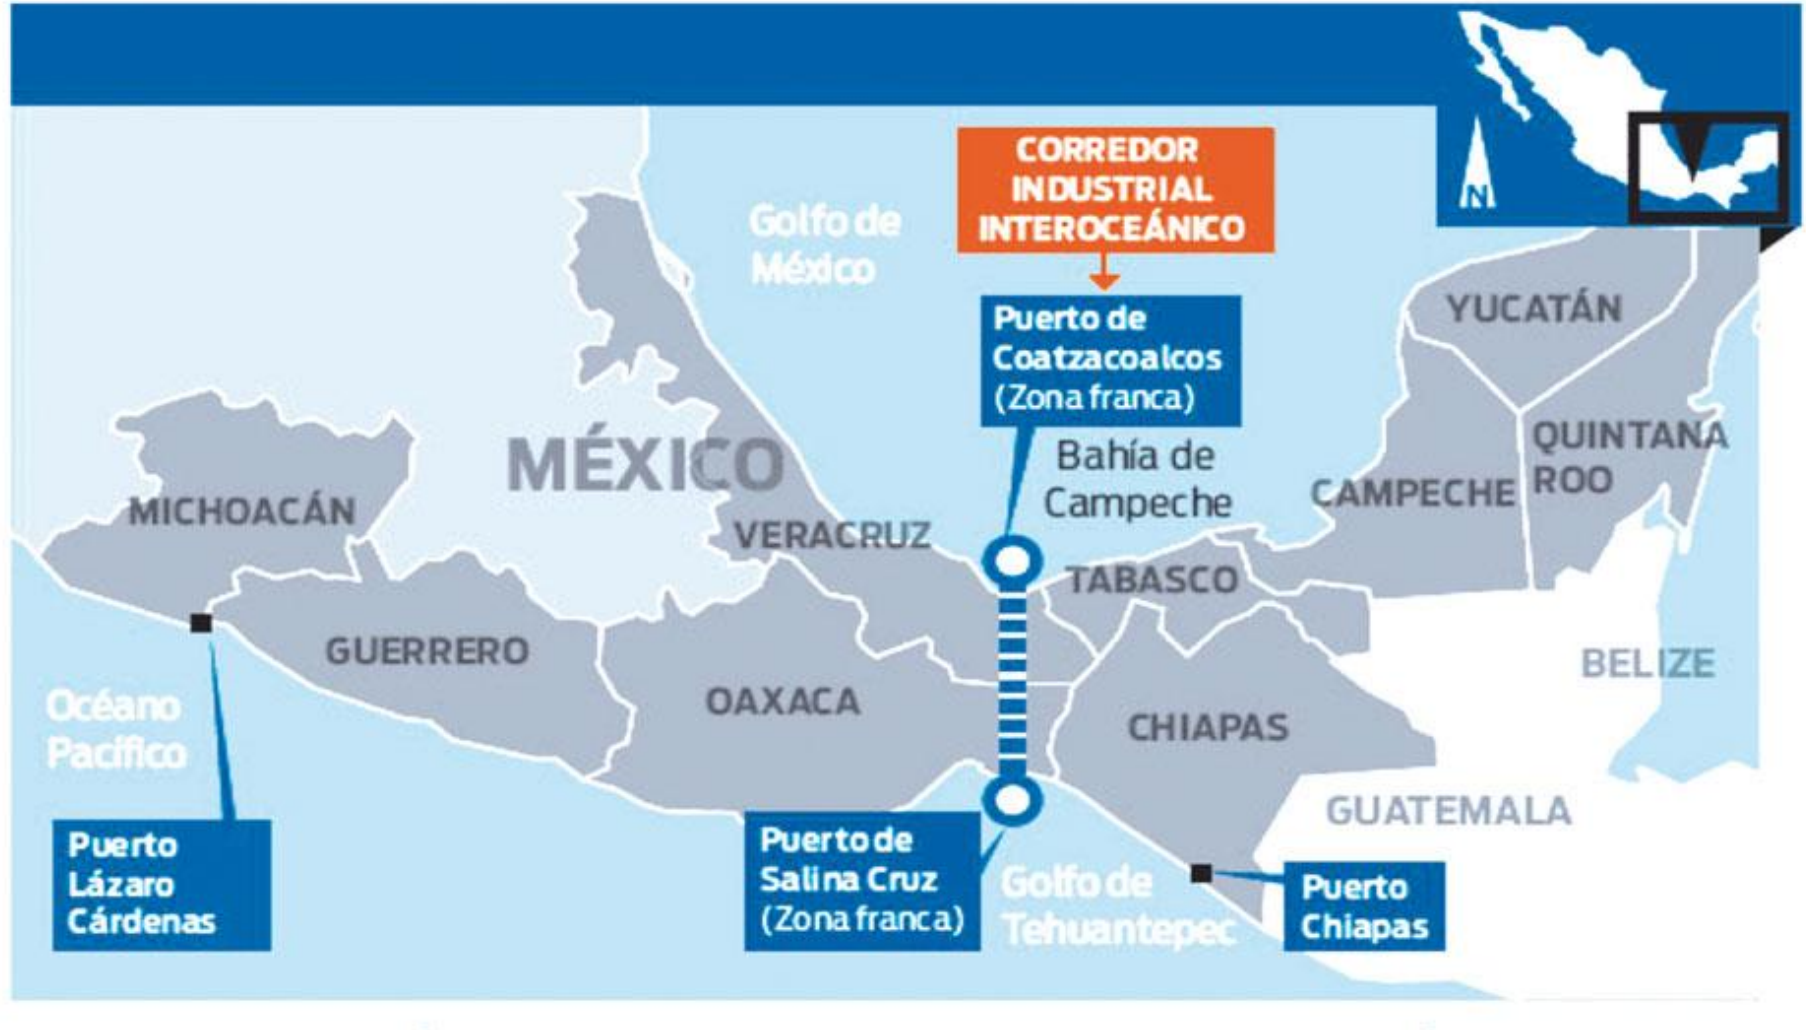 CORREDOR
INDUSTRIAL
INTEROCEÁNICO
N
Golfo de
México
Puerto de
Coatzacoalcos
(Zona franca)
YUCATÁN
Bahía de
Campeche
QUINTANA
ROO
CAMPECHE
MÉXICO
MICHOACÁN
VERACRUZ
TABASCO
GUERRERO
OAXACA
CHIAPAS
BELIZE
GUATEMALA
Océano
Pacífico
Puerto
Lázaro
Cárdenas
Puerto de
Salina Cruz
(Zona franca)
Golfo de
Tehuantepec
Puerto
Chiapas